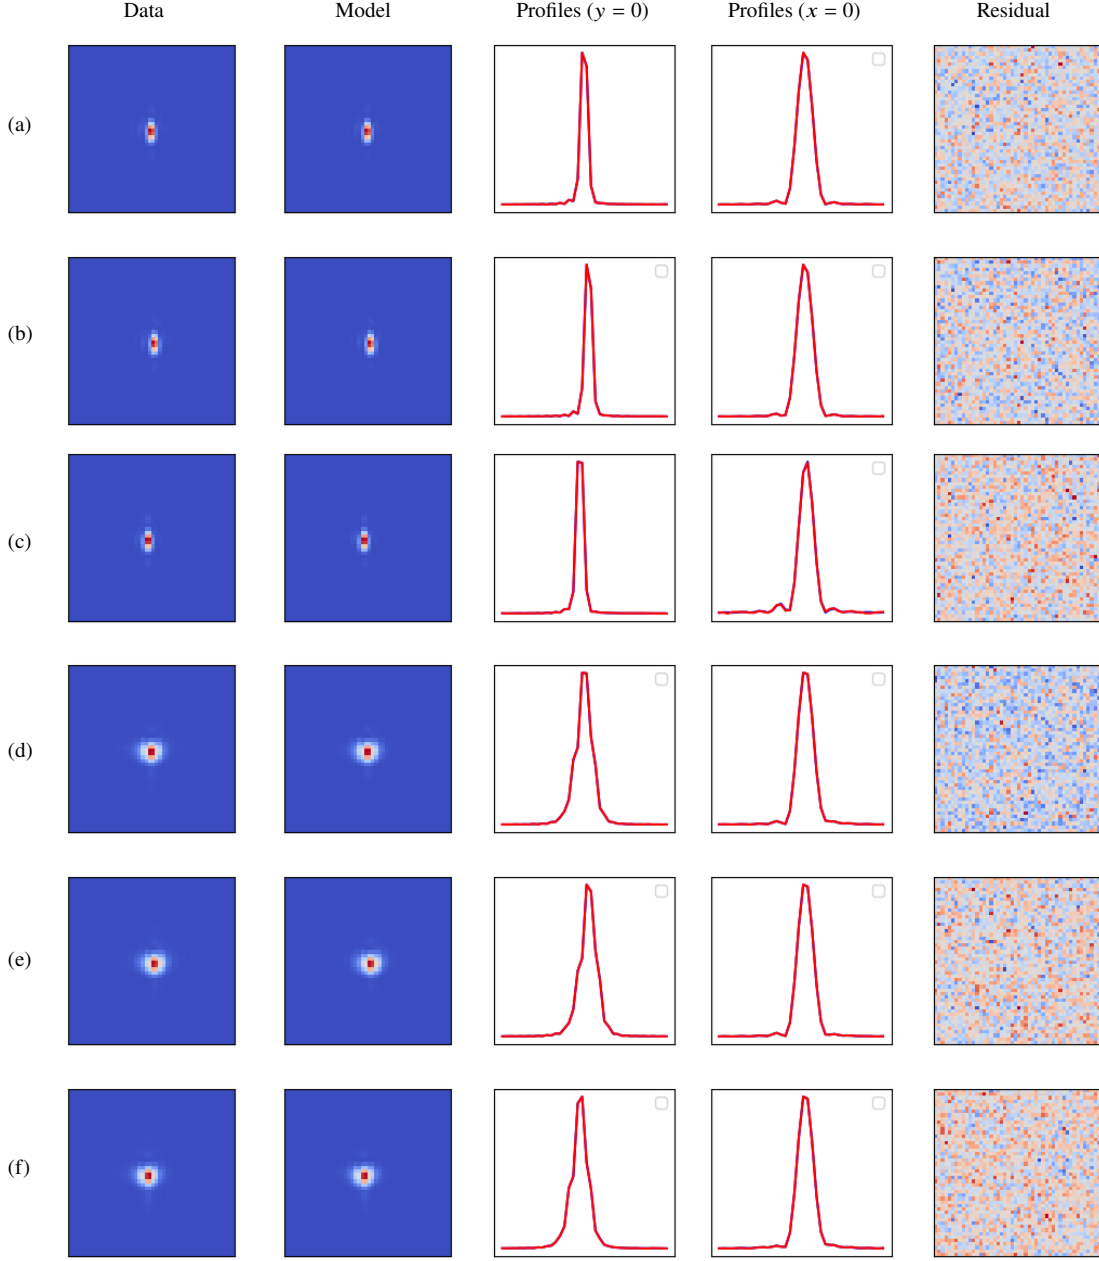 Data Model Profiles (y = 0) Profiles (x = 0) Residual
(a)
(b)
(c)
(d)
(e)
(f)